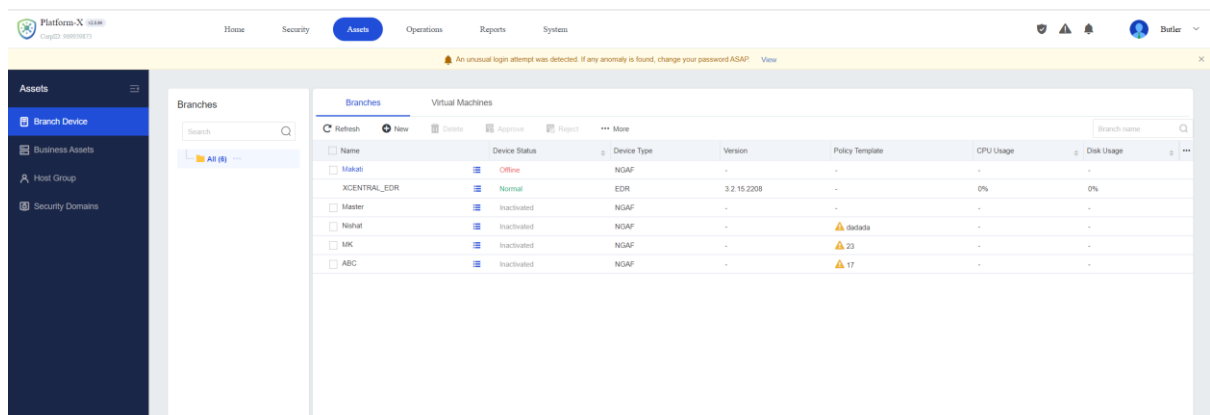 Platform-X
CorpID: 999939875
Home Security Assets Operations Reports System
Butler
An unusual login attempt was detected. If any anomaly is found, change your password ASAP. View
Assets
Branch Device
Business Assets
Host Group
Security Domains
Branches
Search
All (6)
Branches Virtual Machines
Refresh New Delete Approve Reject More
Branch name
Name Device Status Device Type Version Policy Template CPU Usage Disk Usage
Makati Offline NGAF - - - -
XCENTRAL_EDR Normal EDR 3.2.15.2208 - 0% 0%
Master Inactivated NGAF - - - -
Nishat Inactivated NGAF - dadada - -
MK Inactivated NGAF - 23 - -
ABC Inactivated NGAF - 17 - -